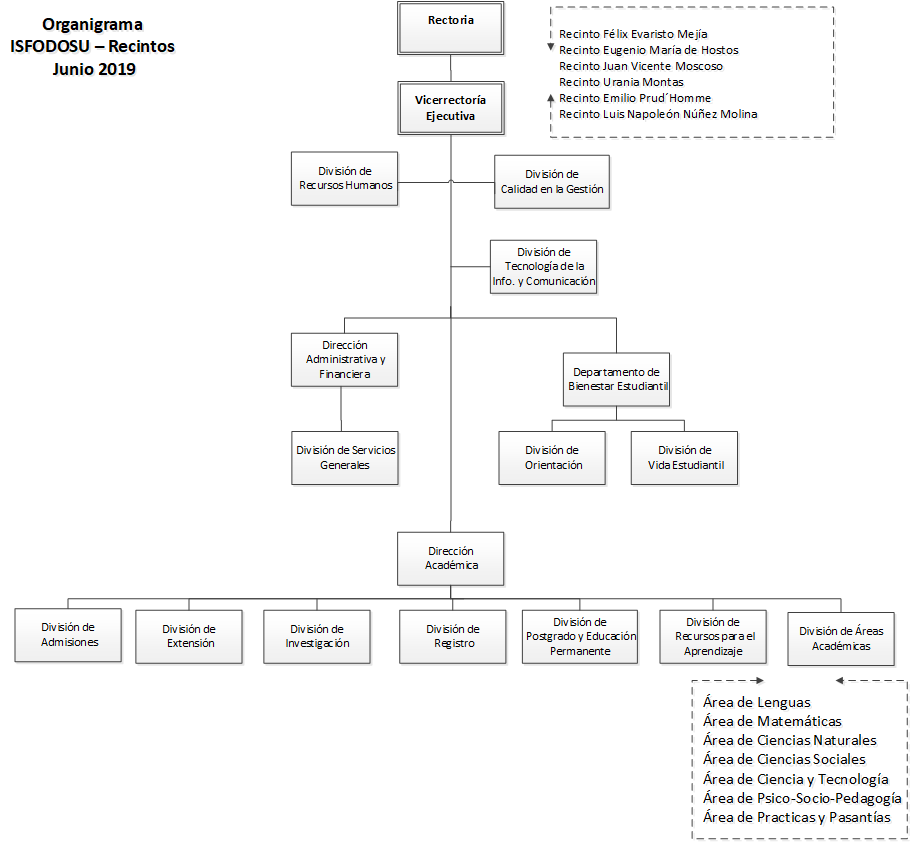 Organigrama
ISFODOSU – Recintos
Junio 2019
Rectoria
Vicerrectoría
Ejecutiva
Recinto Félix Evaristo Mejía
Recinto Eugenio María de Hostos
Recinto Juan Vicente Moscoso
Recinto Urania Montas
Recinto Emilio Prud´Homme
Recinto Luis Napoleón Núñez Molina
División de
Recursos Humanos
División de
Calidad en la Gestión
División de
Tecnología de la
Info. y Comunicación
Dirección
Administrativa y
Financiera
Departamento de
Bienestar Estudiantil
División de Servicios
Generales
División de
Orientación
División de
Vida Estudiantil
Dirección
Académica
División de
Admisiones
División de
Extensión
División de
Investigación
División de
Registro
División de
Postgrado y Educación
Permanente
División de
Recursos para el
Aprendizaje
División de Áreas
Académicas
Área de Lenguas
Área de Matemáticas
Área de Ciencias Naturales
Área de Ciencias Sociales
Área de Ciencia y Tecnología
Área de Psico-Socio-Pedagogía
Área de Practicas y Pasantías